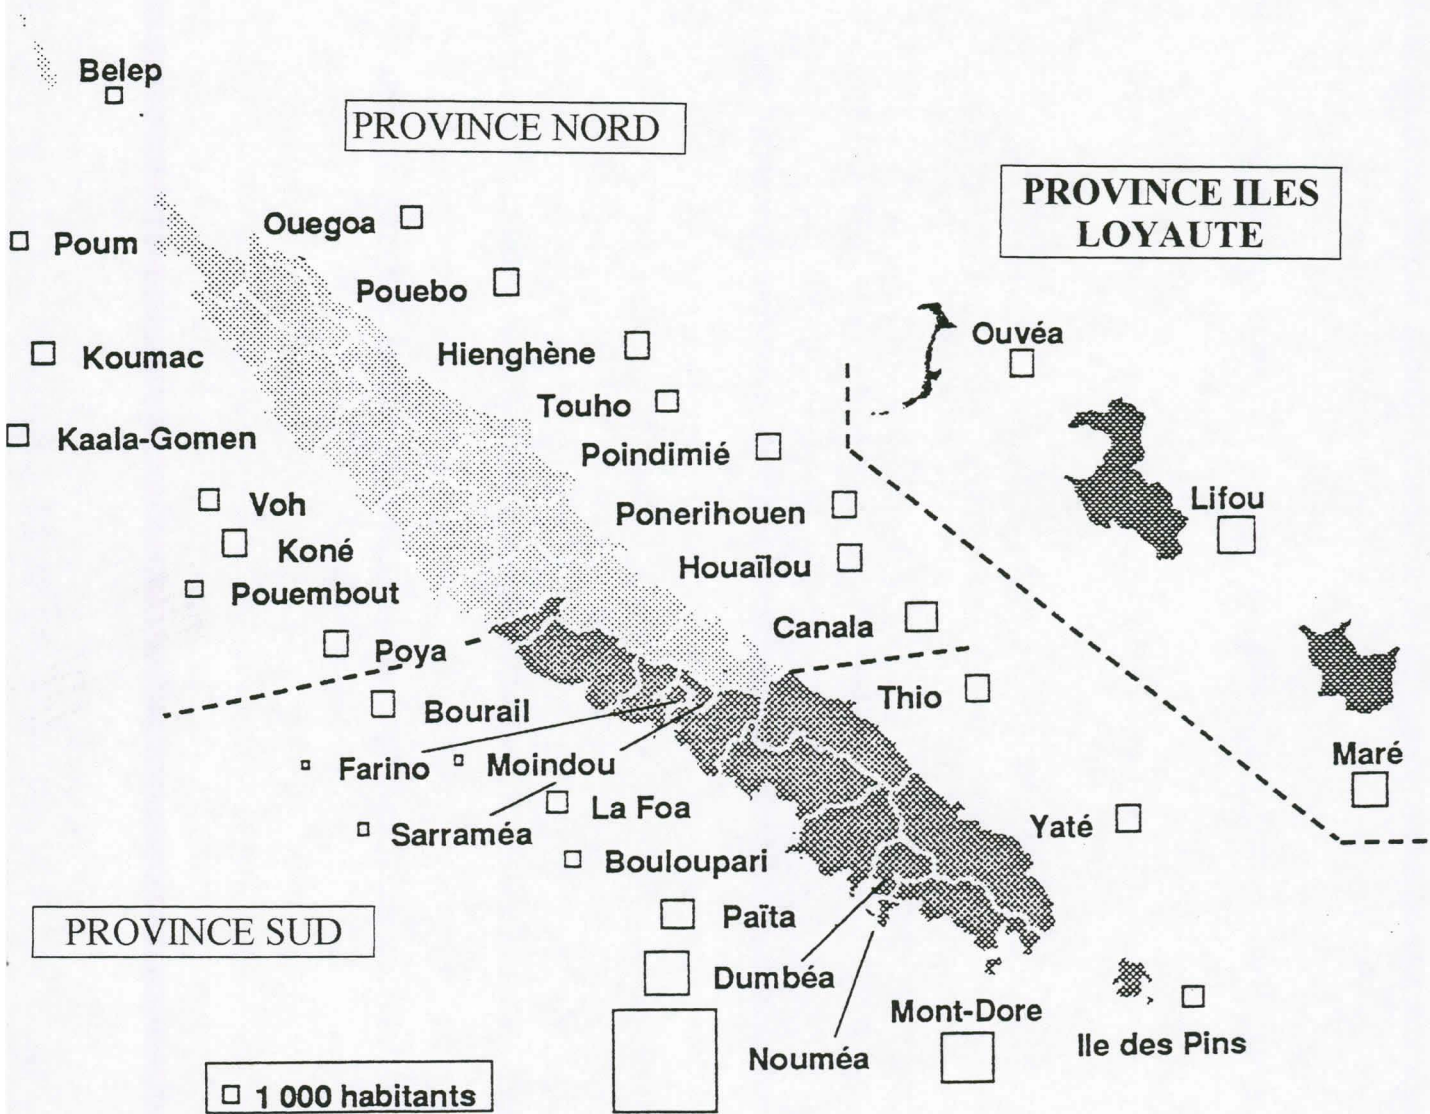 Belep
PROVINCE NORD
PROVINCE ILES
LOYAUTE
Ouegoa
Poum
Pouebo
Ouvéa
Hienghène
Koumac
Touho
Kaala-Gomen
Poindimié
Voh
Lifou
Ponerihouen
Koné
Houaïlou
Pouembout
Canala
Poya
Thio
Bourail
Maré
Farino
Moindou
La Foa
Yaté
Sarraméa
Bouloupari
Païta
PROVINCE SUD
Dumbéa
Mont-Dore
Ile des Pins
Nouméa
1 000 habitants